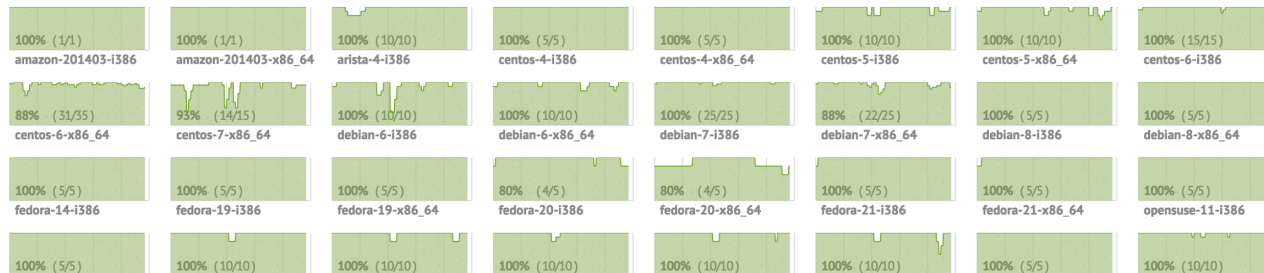 100% (1/1) 100% (1/1) 100% (10/10) 100% (5/5) 100% (5/5) 100% (10/10) 100% (10/10) 100% (15/15)
amazon-201403-i386 amazon-201403-x86_64 arista-4-i386 centos-4-i386 centos-4-x86_64 centos-5-i386 centos-5-x86_64 centos-6-i386
88% (31/35) 93% (14/15) 100% (10/10) 100% (10/10) 100% (25/25) 88% (22/25) 100% (5/5) 100% (5/5)
centos-6-x86_64 centos-7-x86_64 debian-6-i386 debian-6-x86_64 debian-7-i386 debian-7-x86_64 debian-8-i386 debian-8-x86_64
100% (5/5) 100% (5/5) 100% (5/5) 80% (4/5) 80% (4/5) 100% (5/5) 100% (5/5) 100% (5/5)
fedora-14-i386 fedora-19-i386 fedora-19-x86_64 fedora-20-i386 fedora-20-x86_64 fedora-21-i386 fedora-21-x86_64 opensuse-11-i386
100% (5/5) 100% (10/10) 100% (10/10) 100% (10/10) 100% (10/10) 100% (10/10) 100% (5/5) 100% (10/10)